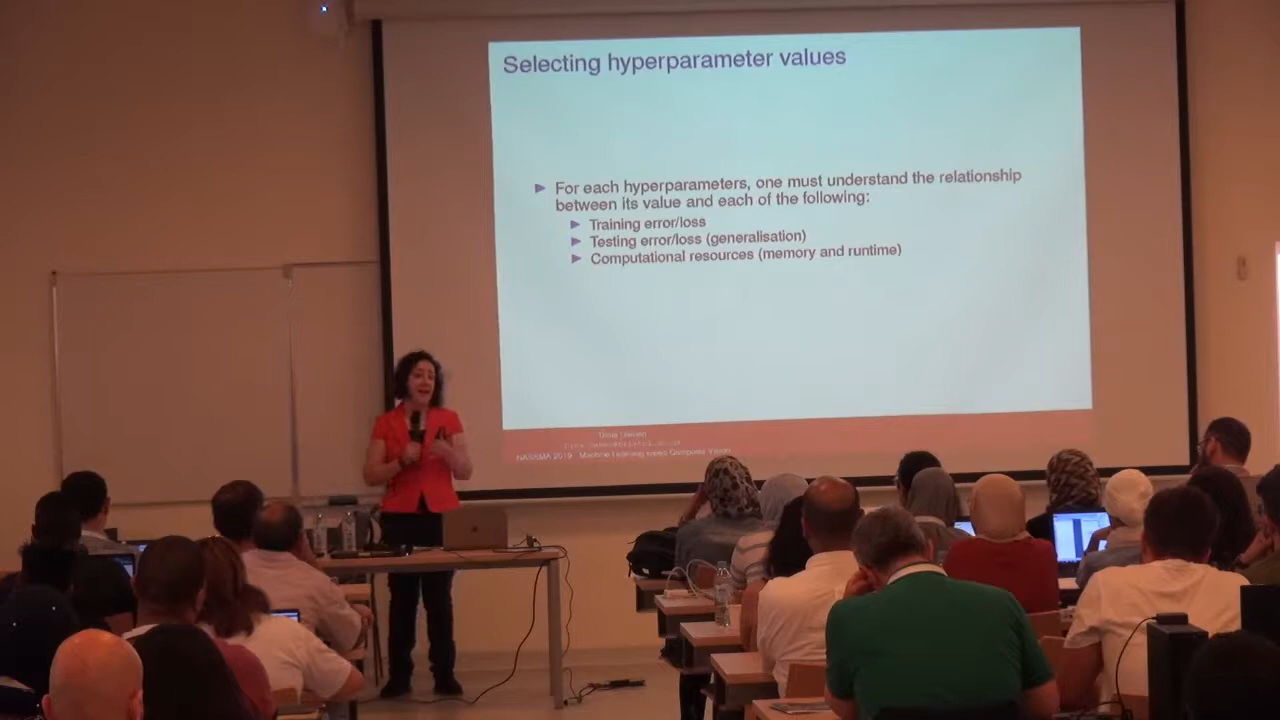 Selecting hyperparameter values
For each hyperparameters, one must understand the relationship
between its value and each of the following:
Training error/loss
Testing error/loss (generalisation)
Computational resources (memory and runtime)
NASSMA 2019 - Machine Learning meets Computer Vision